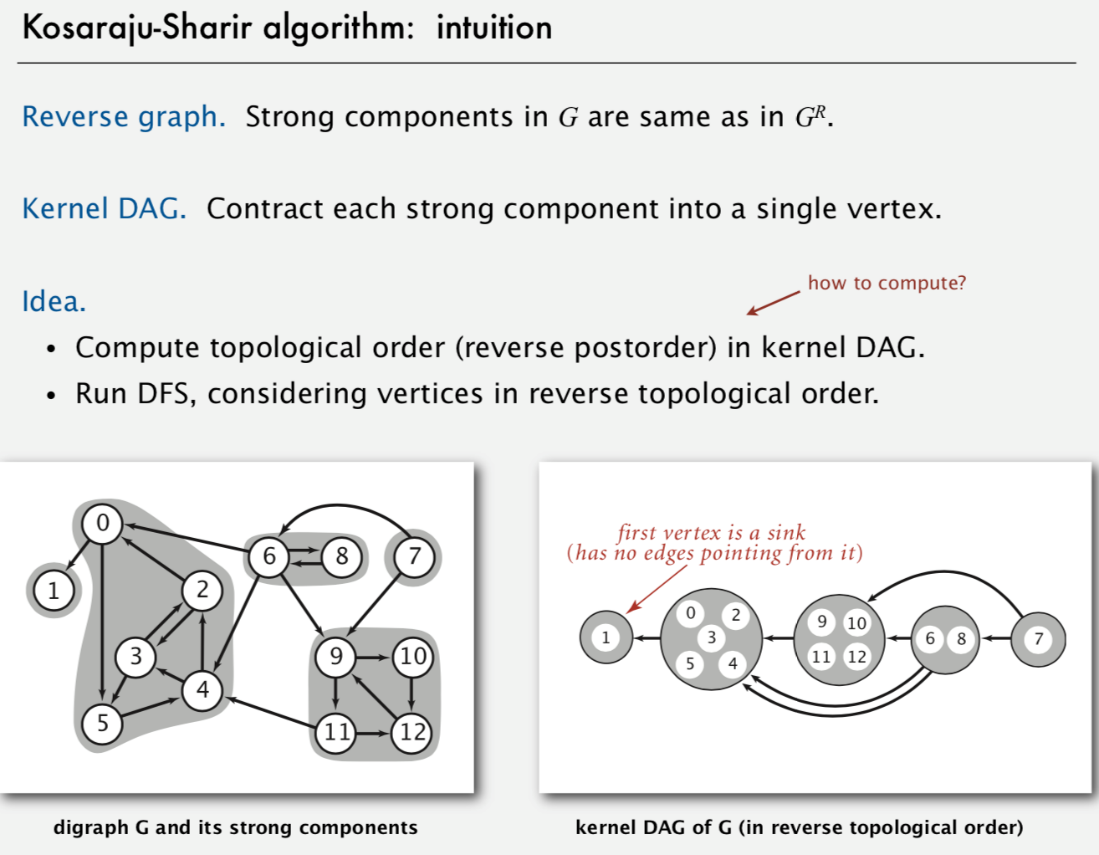 Kosaraju-Sharir algorithm: intuition
Reverse graph. Strong components in G are same as in G^R.
Kernel DAG. Contract each strong component into a single vertex.
how to compute?
Idea.
• Compute topological order (reverse postorder) in kernel DAG.
• Run DFS, considering vertices in reverse topological order.
0
6
8
7
1
2
3
9
10
4
5
11
12
digraph G and its strong components
first vertex is a sink
(has no edges pointing from it)
1
0 2
3
5 4
9 10
11 12
6 8
7
kernel DAG of G (in reverse topological order)